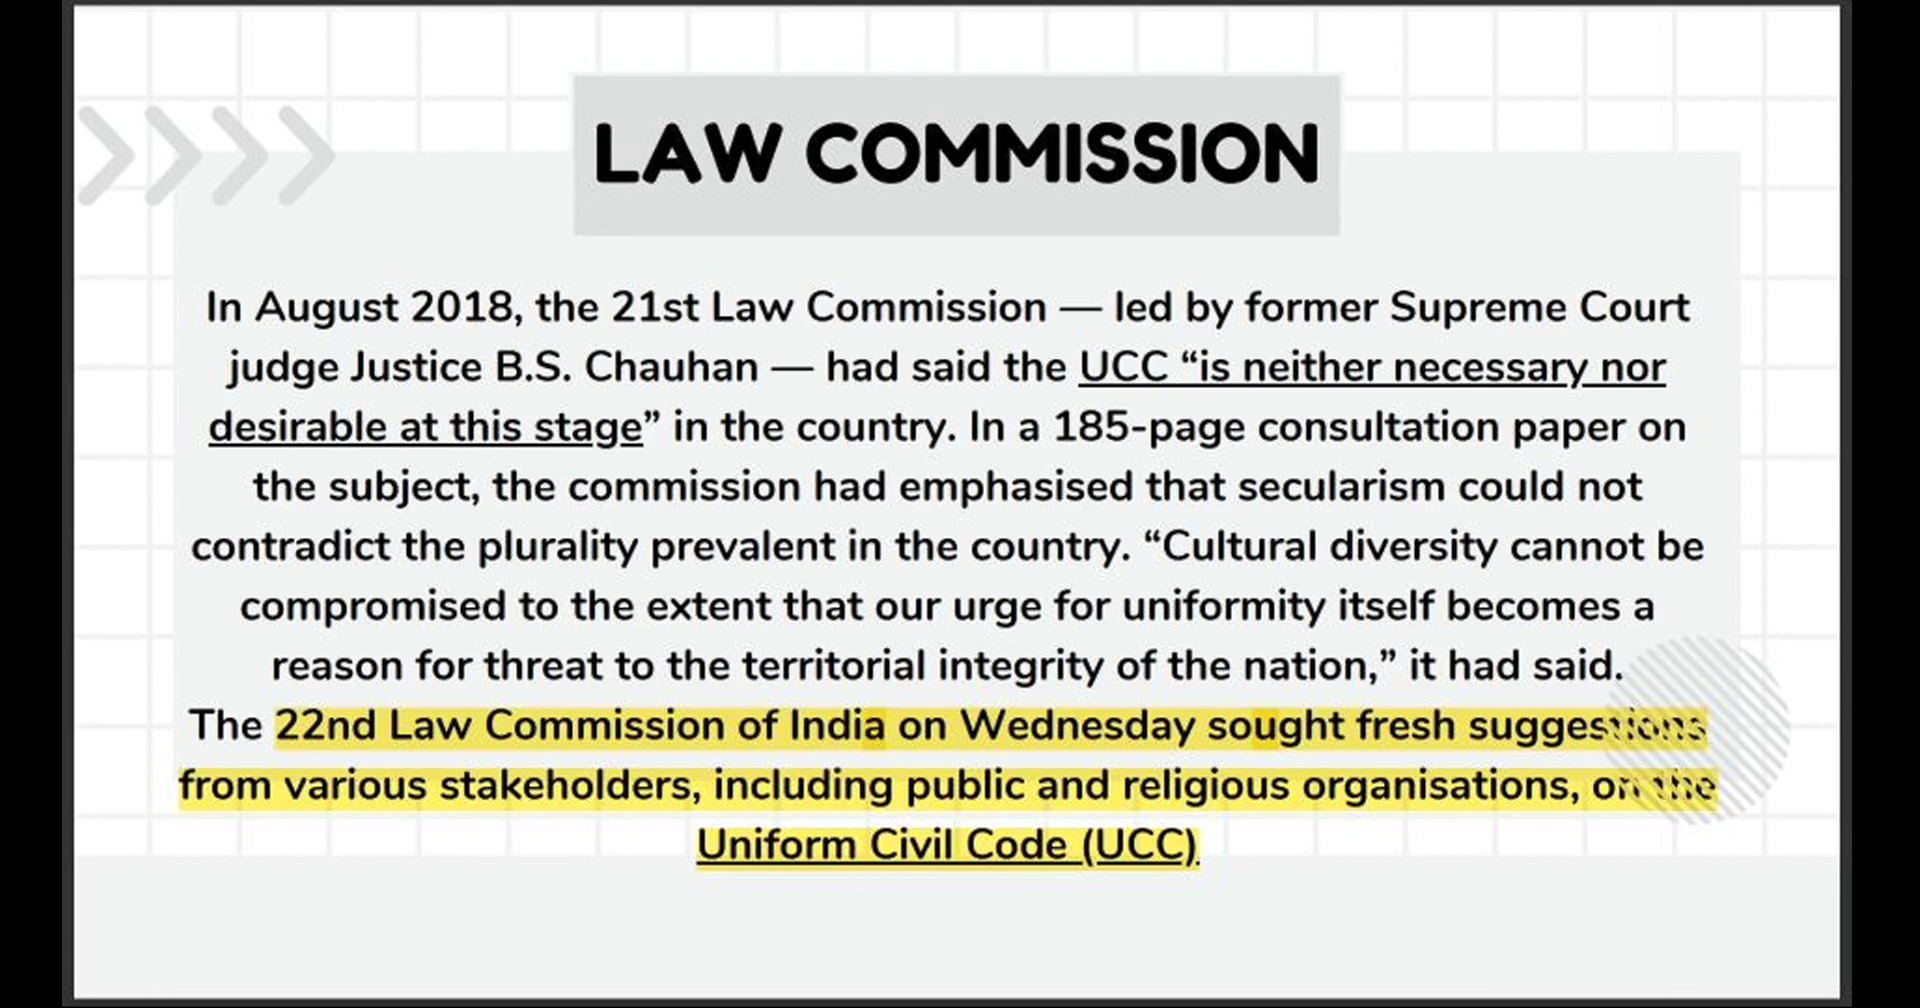 LAW COMMISSION
In August 2018, the 21st Law Commission — led by former Supreme Court
judge Justice B.S. Chauhan — had said the UCC “is neither necessary nor
desirable at this stage” in the country. In a 185-page consultation paper on
the subject, the commission had emphasised that secularism could not
contradict the plurality prevalent in the country. “Cultural diversity cannot be
compromised to the extent that our urge for uniformity itself becomes a
reason for threat to the territorial integrity of the nation,” it had said.
The 22nd Law Commission of India on Wednesday sought fresh suggestions
from various stakeholders, including public and religious organisations, on the
Uniform Civil Code (UCC)